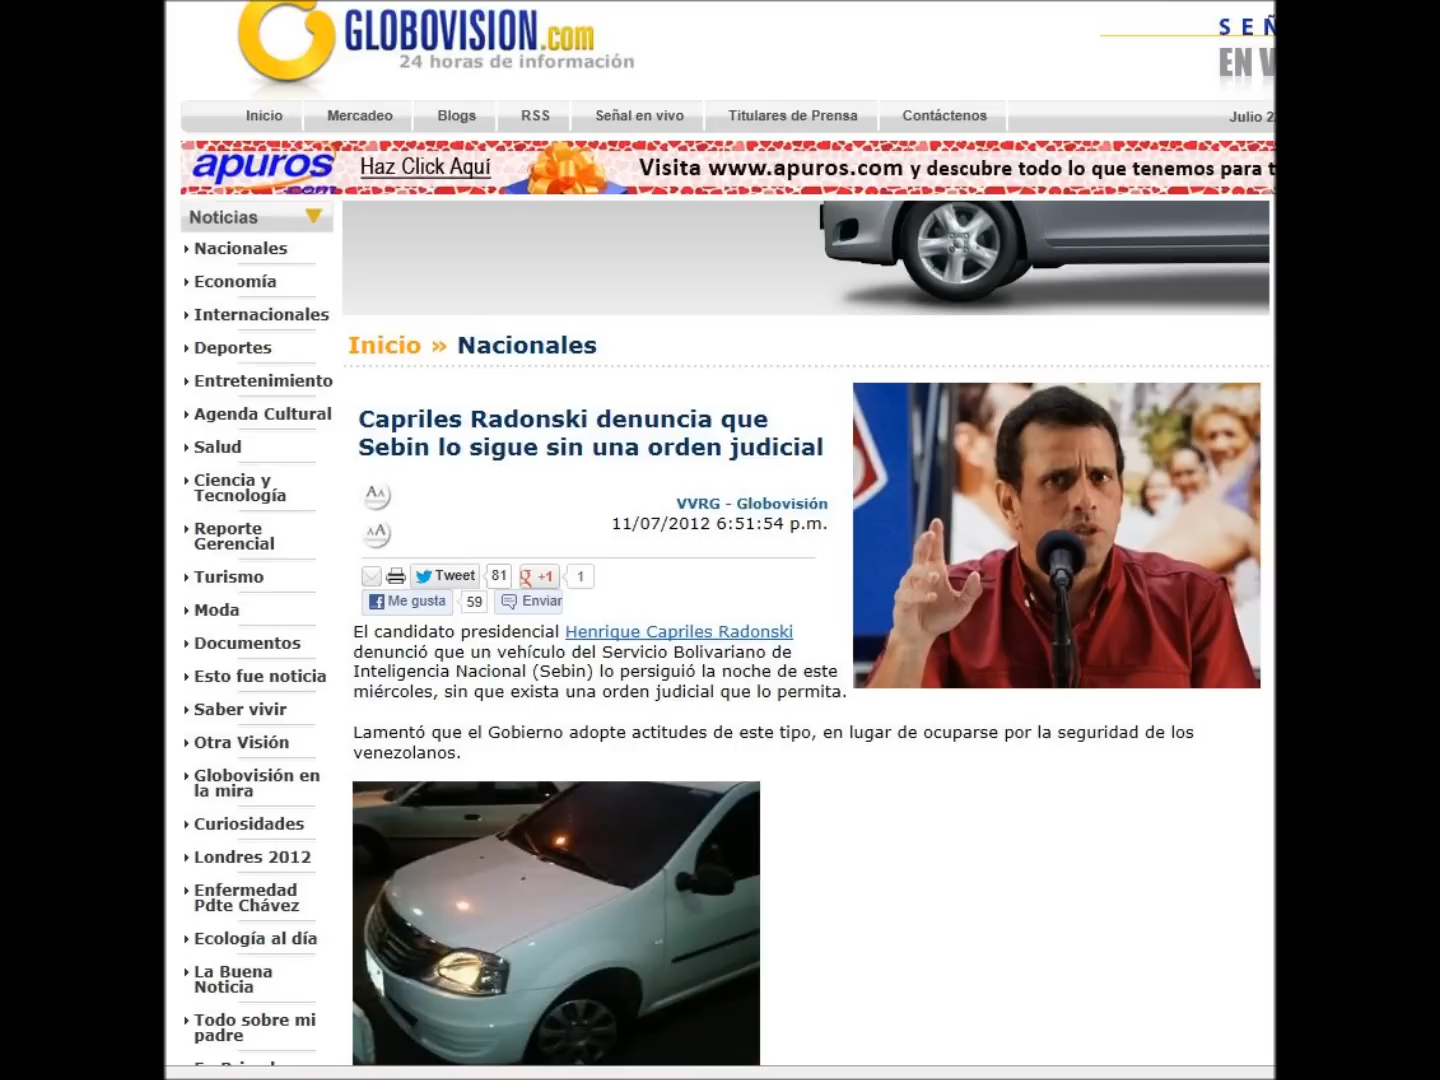 GLOBOVISION.com
24 horas de información
SEÑ
EN V
Inicio
Mercadeo
Blogs
RSS
Señal en vivo
Titulares de Prensa
Contáctenos
Julio 2
apuros
.com
Haz Click Aquí
Visita www.apuros.com y descubre todo lo que tenemos para t
Noticias
Nacionales
Economía
Internacionales
Deportes
Entretenimiento
Agenda Cultural
Salud
Ciencia y
Tecnología
Reporte
Gerencial
Turismo
Moda
Documentos
Esto fue noticia
Saber vivir
Otra Visión
Globovisión en
la mira
Curiosidades
Londres 2012
Enfermedad
Pdte Chávez
Ecología al día
La Buena
Noticia
Todo sobre mi
padre
Inicio » Nacionales
Capriles Radonski denuncia que
Sebin lo sigue sin una orden judicial
AA
AA
VVRG - Globovisión
11/07/2012 6:51:54 p.m.
Tweet 81 +1 1
Me gusta 59 Enviar
El candidato presidencial Henrique Capriles Radonski
denunció que un vehículo del Servicio Bolivariano de
Inteligencia Nacional (Sebin) lo persiguió la noche de este
miércoles, sin que exista una orden judicial que lo permita.
Lamentó que el Gobierno adopte actitudes de este tipo, en lugar de ocuparse por la seguridad de los
venezolanos.